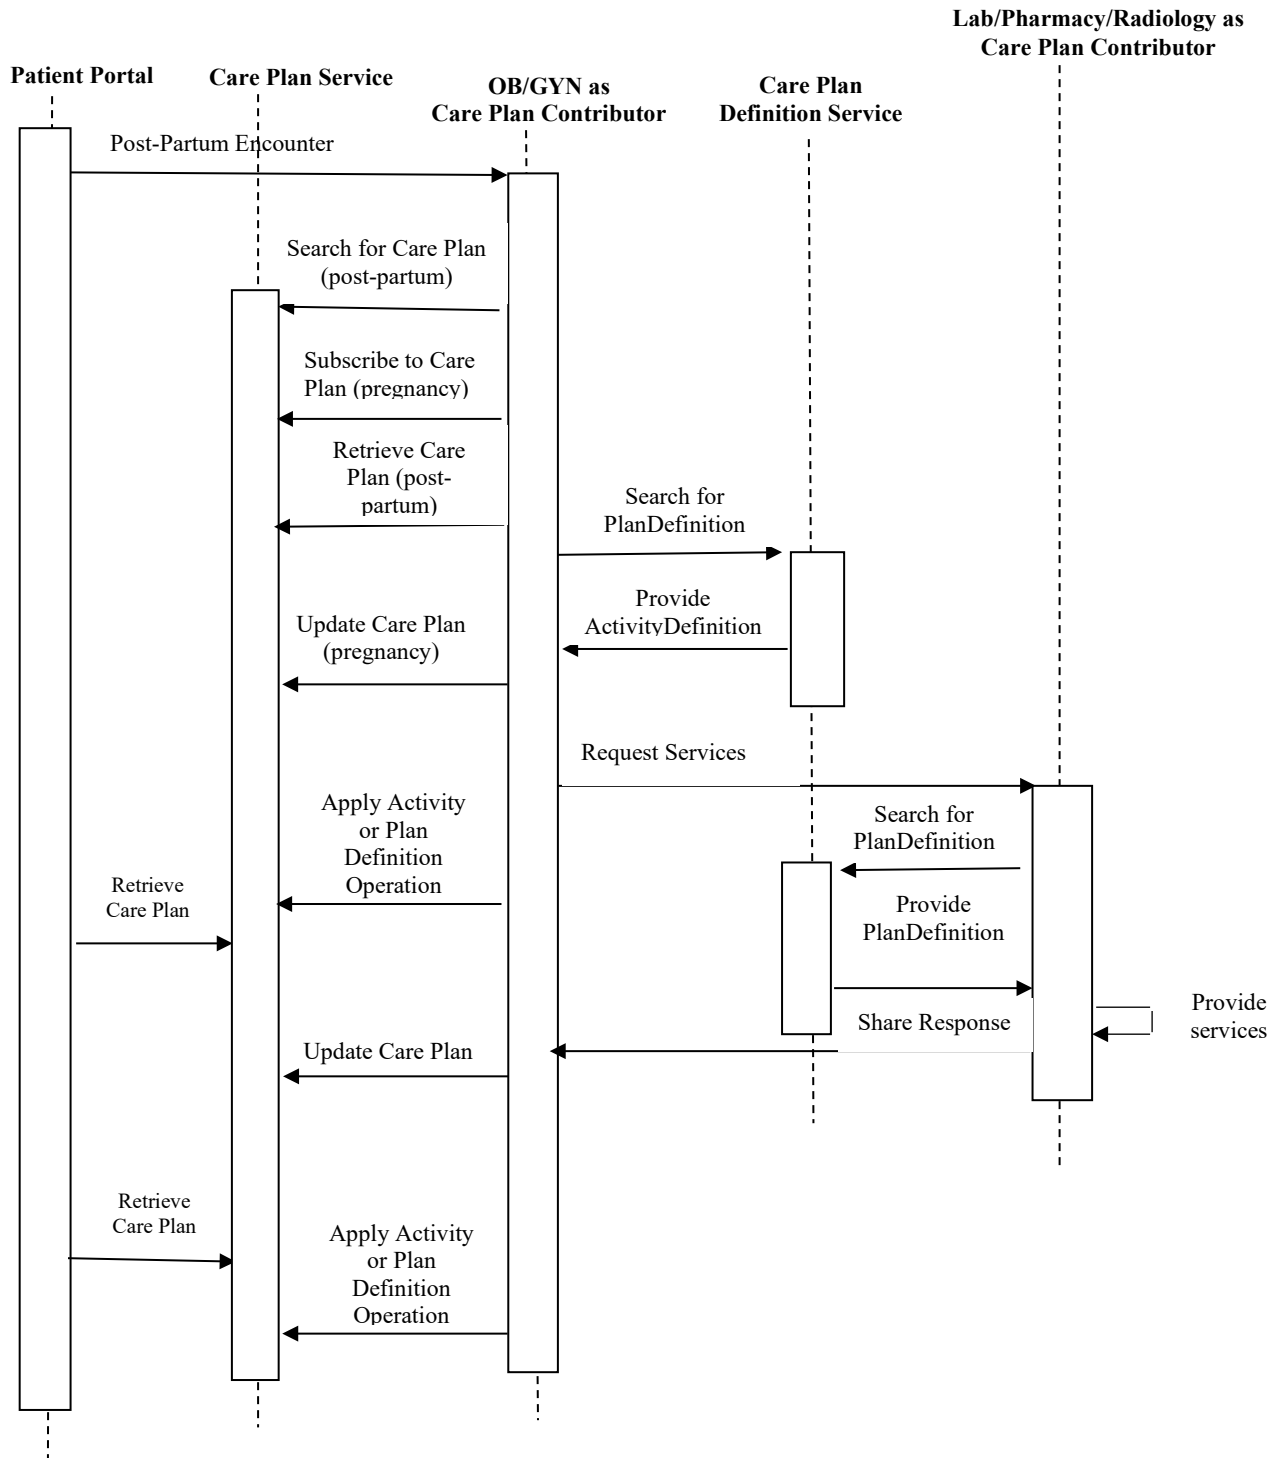 Lab/Pharmacy/Radiology as
Care Plan Contributor
Patient Portal
Care Plan Service
OB/GYN as
Care Plan Contributor
Care Plan
Definition Service
Post-Partum Encounter
Search for Care Plan
(post-partum)
Subscribe to Care
Plan (pregnancy)
Retrieve Care
Plan (post-
partum)
Search for
PlanDefinition
Provide
ActivityDefinition
Update Care Plan
(pregnancy)
Request Services
Apply Activity
or Plan
Definition
Operation
Search for
PlanDefinition
Retrieve
Care Plan
Provide
PlanDefinition
Provide
services
Share Response
Update Care Plan
Retrieve
Care Plan
Apply Activity
or Plan
Definition
Operation